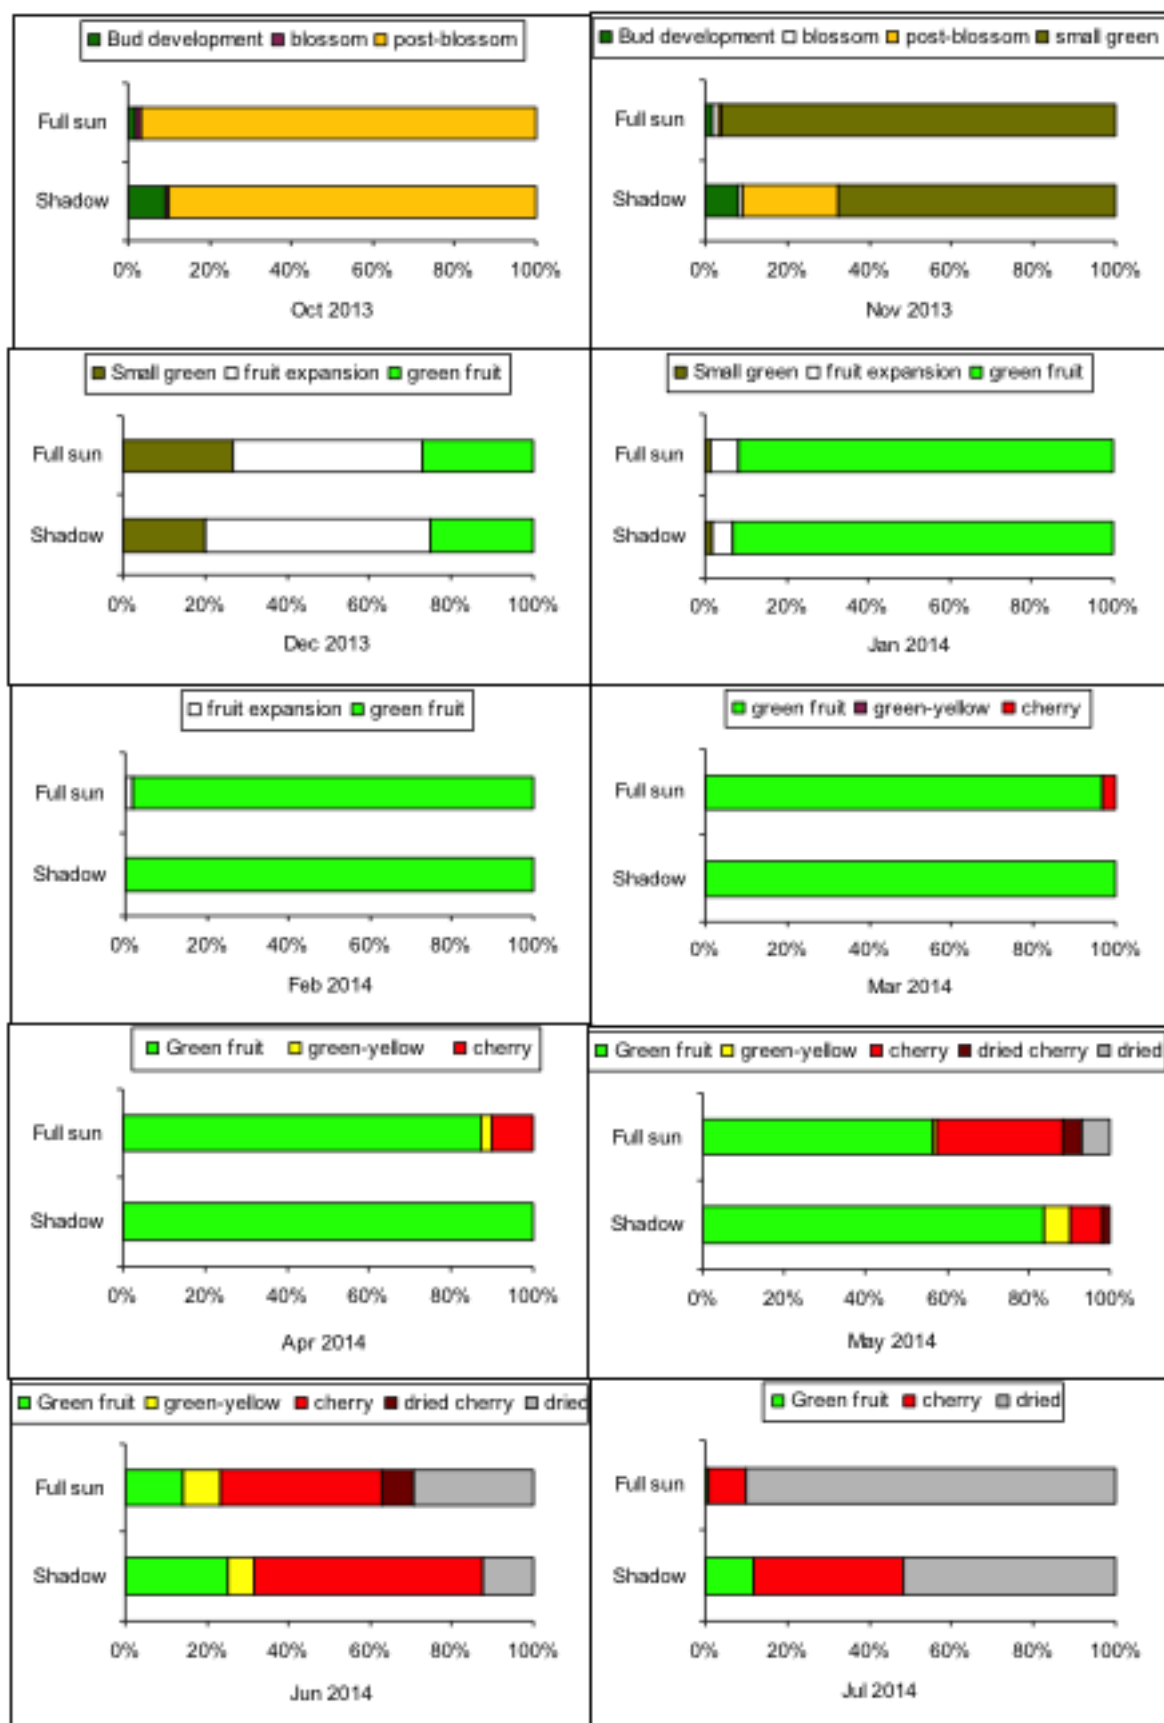 Bud development blossom post-blossom
Full sun
Shadow
0% 20% 40% 60% 80% 100%
Oct 2013
Bud development blossom post-blossom small green
Full sun
Shadow
0% 20% 40% 60% 80% 100%
Nov 2013
Small green fruit expansion green fruit
Full sun
Shadow
0% 20% 40% 60% 80% 100%
Dec 2013
Small green fruit expansion green fruit
Full sun
Shadow
0% 20% 40% 60% 80% 100%
Jan 2014
fruit expansion green fruit
Full sun
Shadow
0% 20% 40% 60% 80% 100%
Feb 2014
green fruit green-yellow cherry
Full sun
Shadow
0% 20% 40% 60% 80% 100%
Mar 2014
Green fruit green-yellow cherry
Full sun
Shadow
0% 20% 40% 60% 80% 100%
Apr 2014
Green fruit green-yellow cherry dried cherry dried
Full sun
Shadow
0% 20% 40% 60% 80% 100%
May 2014
Green fruit green-yellow cherry dried cherry dried
Full sun
Shadow
0% 20% 40% 60% 80% 100%
Jun 2014
Green fruit cherry dried
Full sun
Shadow
0% 20% 40% 60% 80% 100%
Jul 2014